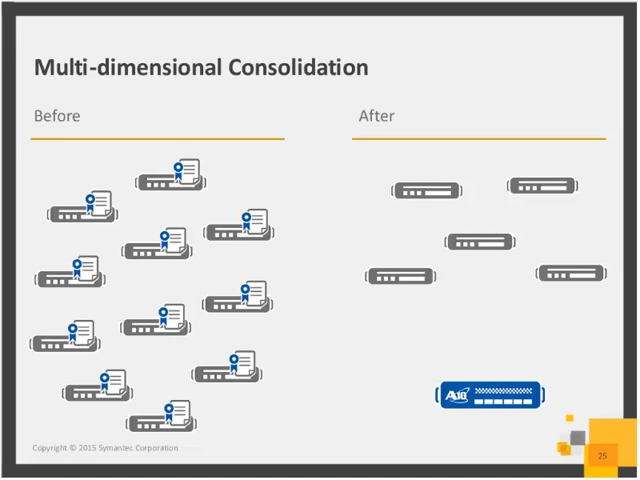 Multi-dimensional Consolidation
Before
After
A10
Copyright © 2015 Symantec Corporation
25